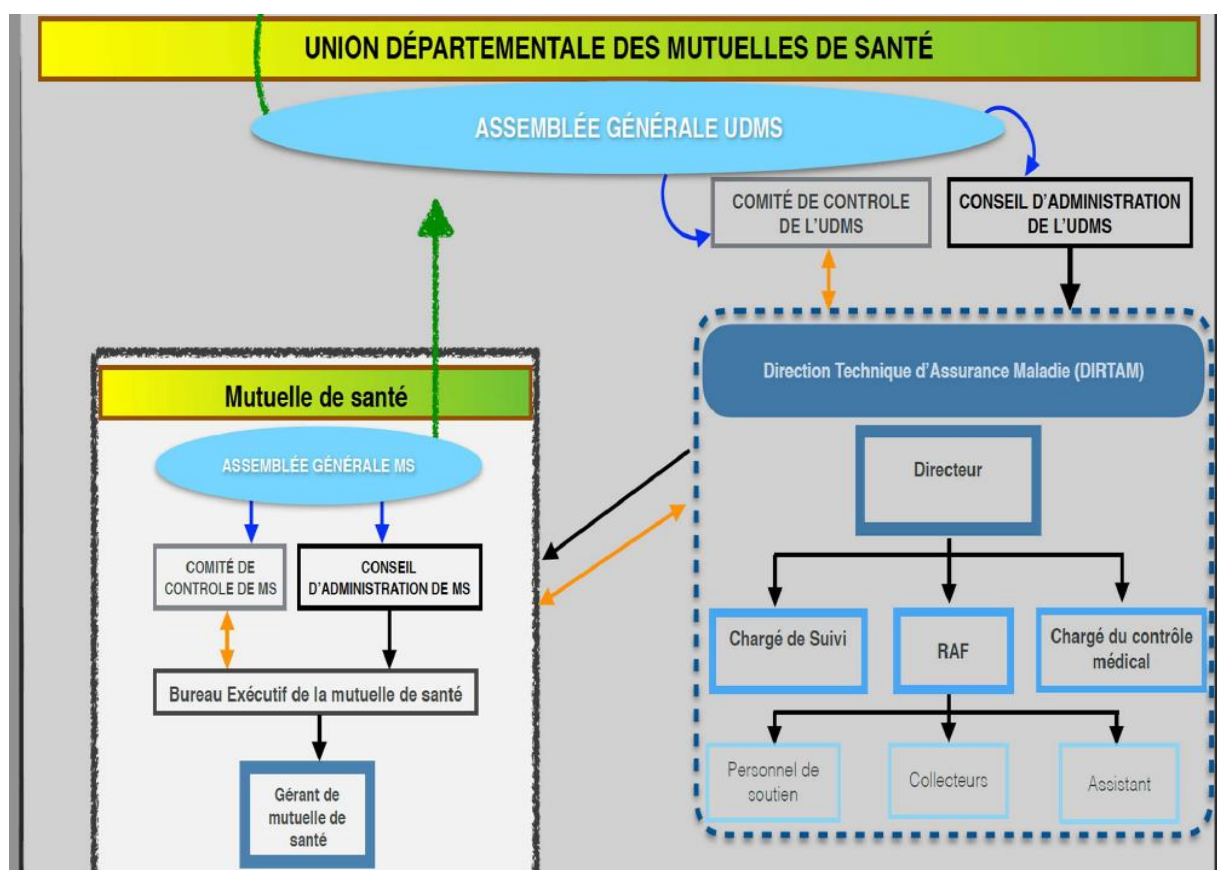 UNION DÉPARTEMENTALE DES MUTUELLES DE SANTÉ
ASSEMBLÉE GÉNÉRALE UDMS
COMITÉ DE CONTROLE
DE L'UDMS
CONSEIL D'ADMINISTRATION
DE L'UDMS
Direction Technique d'Assurance Maladie (DIRTAM)
Directeur
Chargé de Suivi
RAF
Chargé du contrôle
médical
Personnel de
soutien
Collecteurs
Assistant
Mutuelle de santé
ASSEMBLÉE GÉNÉRALE MS
COMITÉ DE
CONTROLE DE MS
CONSEIL
D'ADMINISTRATION DE MS
Bureau Exécutif de la mutuelle de santé
Gérant de
mutuelle de
santé